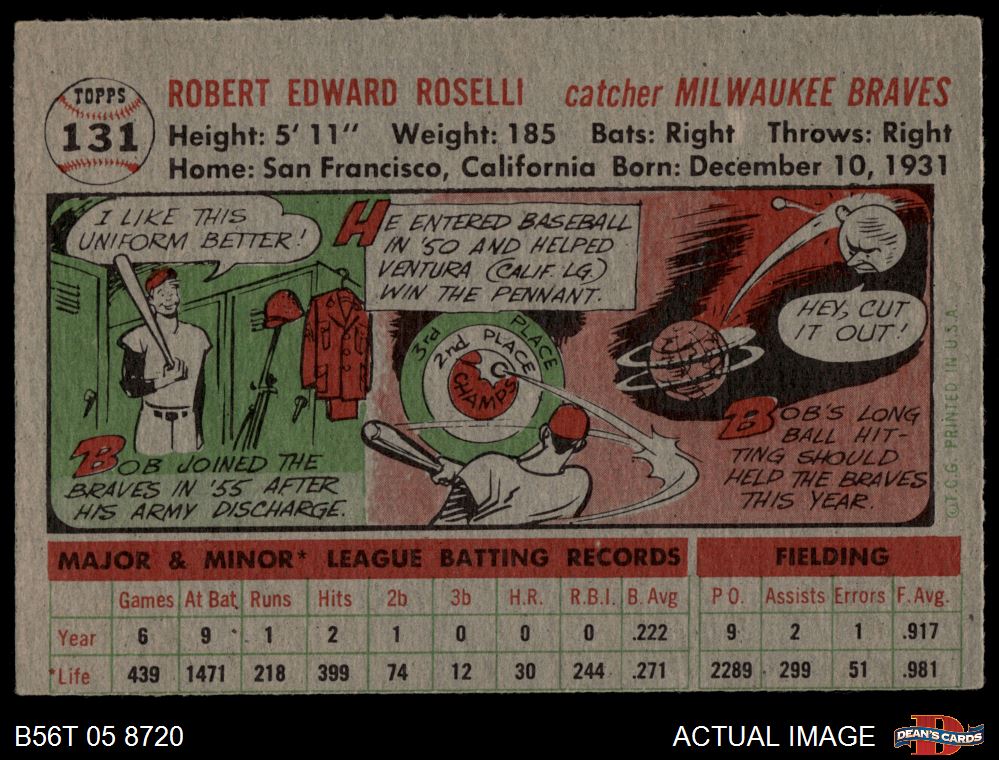 TOPPS
131
ROBERT EDWARD ROSELLI catcher MILWAUKEE BRAVES
Height: 5' 11" Weight: 185 Bats: Right Throws: Right
Home: San Francisco, California Born: December 10, 1931
I LIKE THIS
UNIFORM BETTER!
BOB JOINED THE
BRAVES IN '55 AFTER
HIS ARMY DISCHARGE.
HE ENTERED BASEBALL
IN '50 AND HELPED
VENTURA (CALIF. LG.)
WIN THE PENNANT.
3rd PLACE
2nd PLACE
CHAMPS
HEY, CUT
IT OUT!
BOB'S LONG
BALL HIT-
TING SHOULD
HELP THE BRAVES
THIS YEAR.
©T.C.G. PRINTED IN U.S.A.
MAJOR & MINOR* LEAGUE BATTING RECORDS FIELDING
Games At Bat Runs Hits 2b 3b H.R. R.B.I. B. Avg P.O. Assists Errors F. Avg.
Year 6 9 1 2 1 0 0 0 .222 9 2 1 .917
*Life 439 1471 218 399 74 12 30 244 .271 2289 299 51 .981
B56T 05 8720 ACTUAL IMAGE DEAN'S CARDS